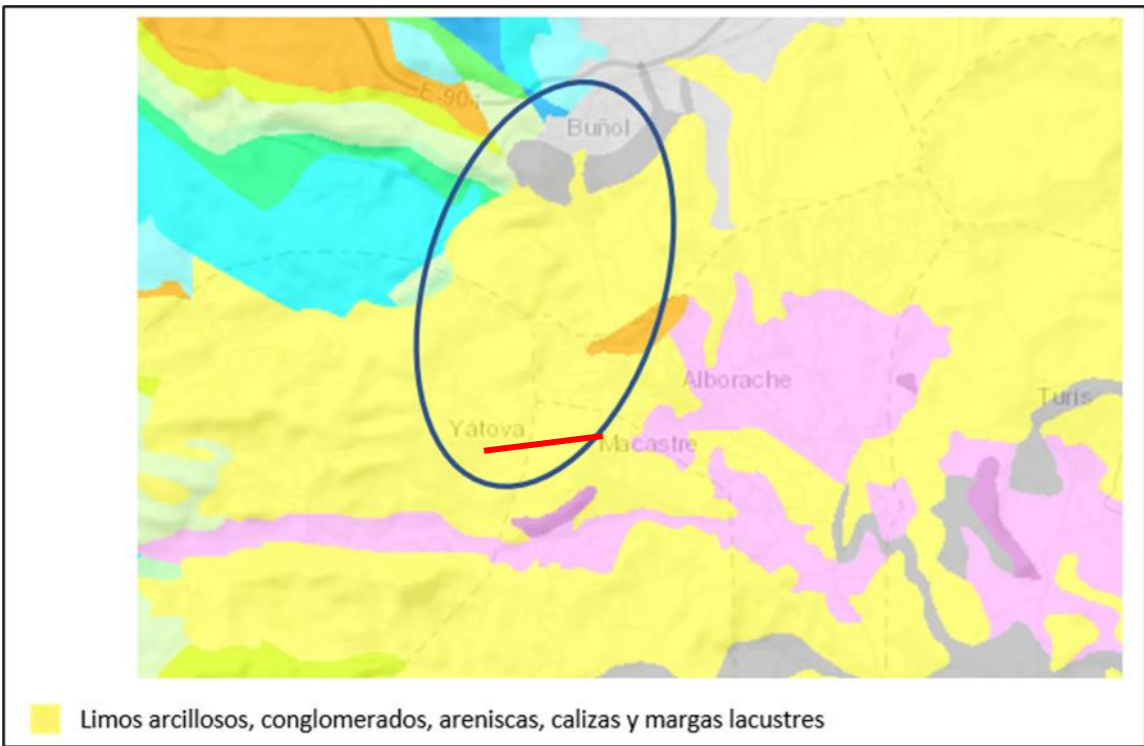 E-901
Buñol
Alborache
Turís
Yátova
Macastre
Limos arcillosos, conglomerados, areniscas, calizas y margas lacustres